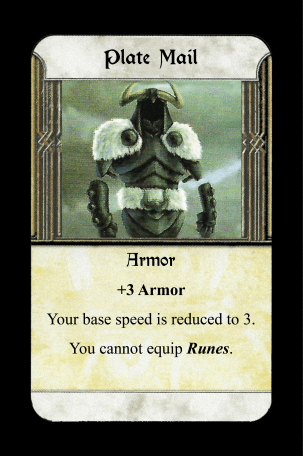 Plate Mail
Armor
+3 Armor
Your base speed is reduced to 3.
You cannot equip Runes.